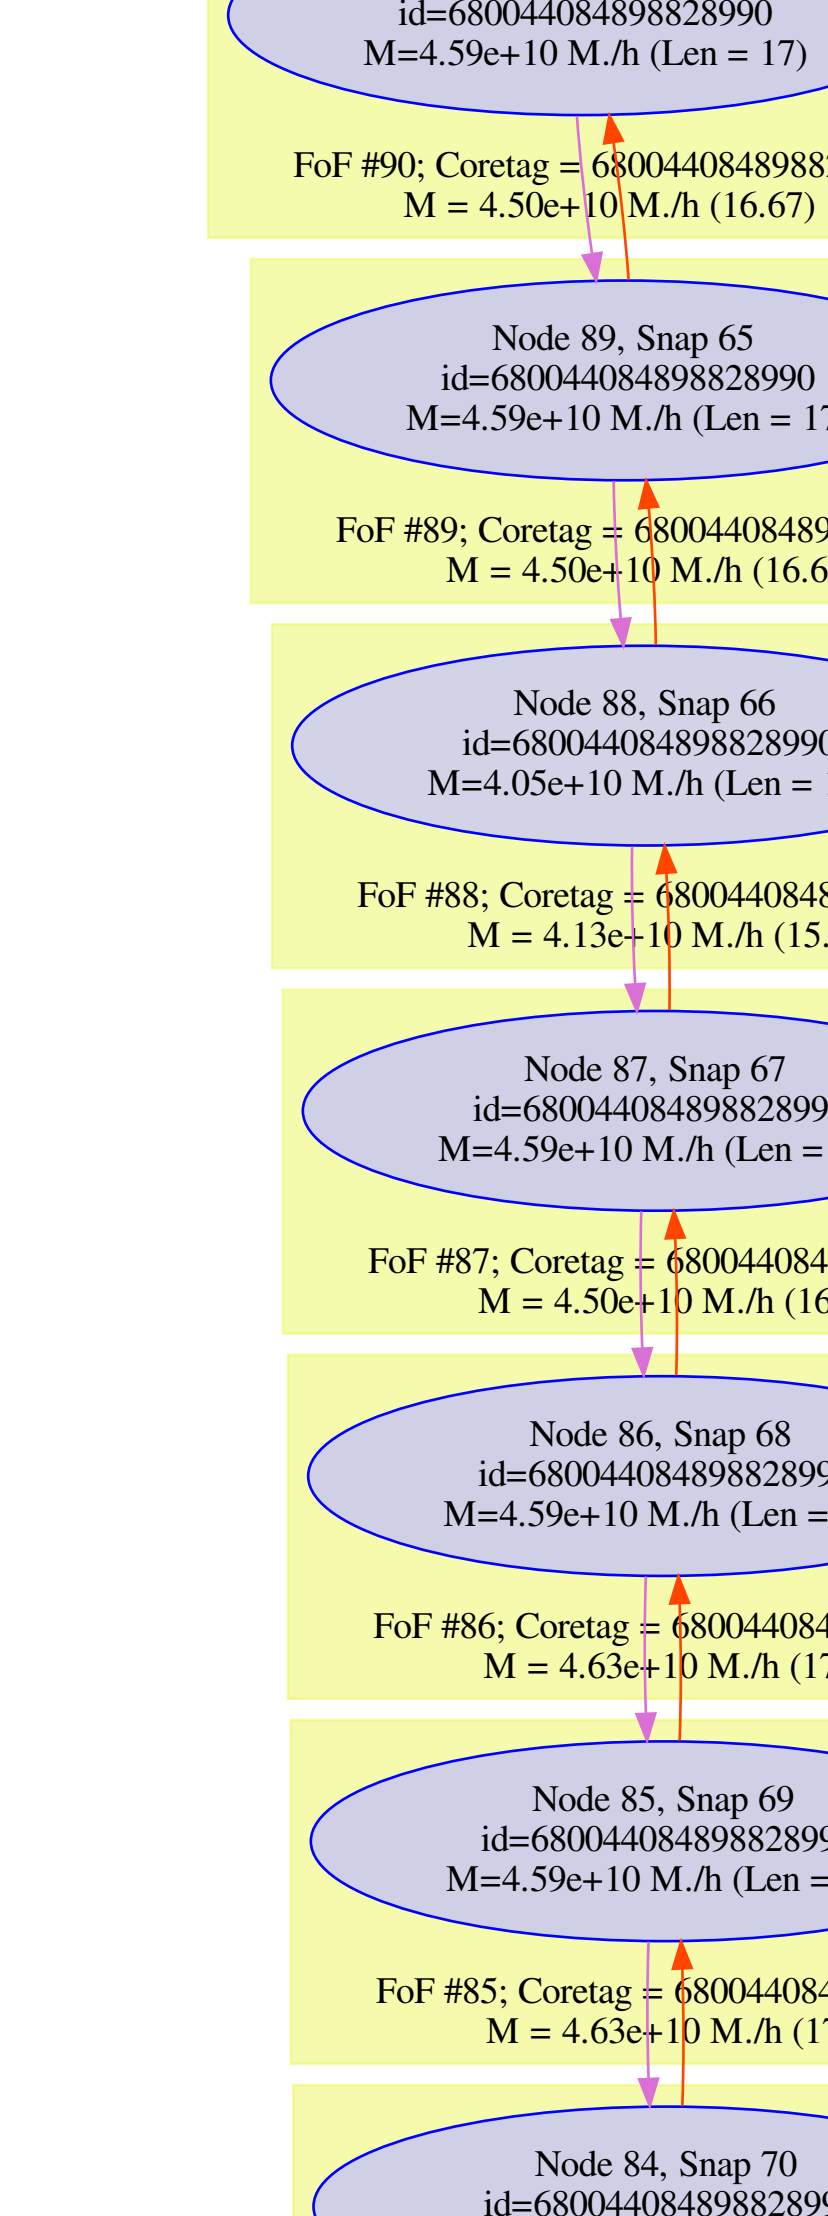 id=680044084898828990
M=4.59e+10 M./h (Len = 17)
FoF #90; Coretag = 68004408489882
M = 4.50e+10 M./h (16.67)
Node 89, Snap 65
id=680044084898828990
M=4.59e+10 M./h (Len = 17
FoF #89; Coretag = 68004408489
M = 4.50e+10 M./h (16.6
Node 88, Snap 66
id=680044084898828990
M=4.05e+10 M./h (Len = 1
FoF #88; Coretag = 6800440848
M = 4.13e+10 M./h (15.
Node 87, Snap 67
id=68004408489882899
M=4.59e+10 M./h (Len =
FoF #87; Coretag = 680044084
M = 4.50e+10 M./h (16
Node 86, Snap 68
id=68004408489882899
M=4.59e+10 M./h (Len =
FoF #86; Coretag = 680044084
M = 4.63e+10 M./h (17
Node 85, Snap 69
id=68004408489882899
M=4.59e+10 M./h (Len =
FoF #85; Coretag = 680044084
M = 4.63e+10 M./h (17
Node 84, Snap 70
id=68004408489882899